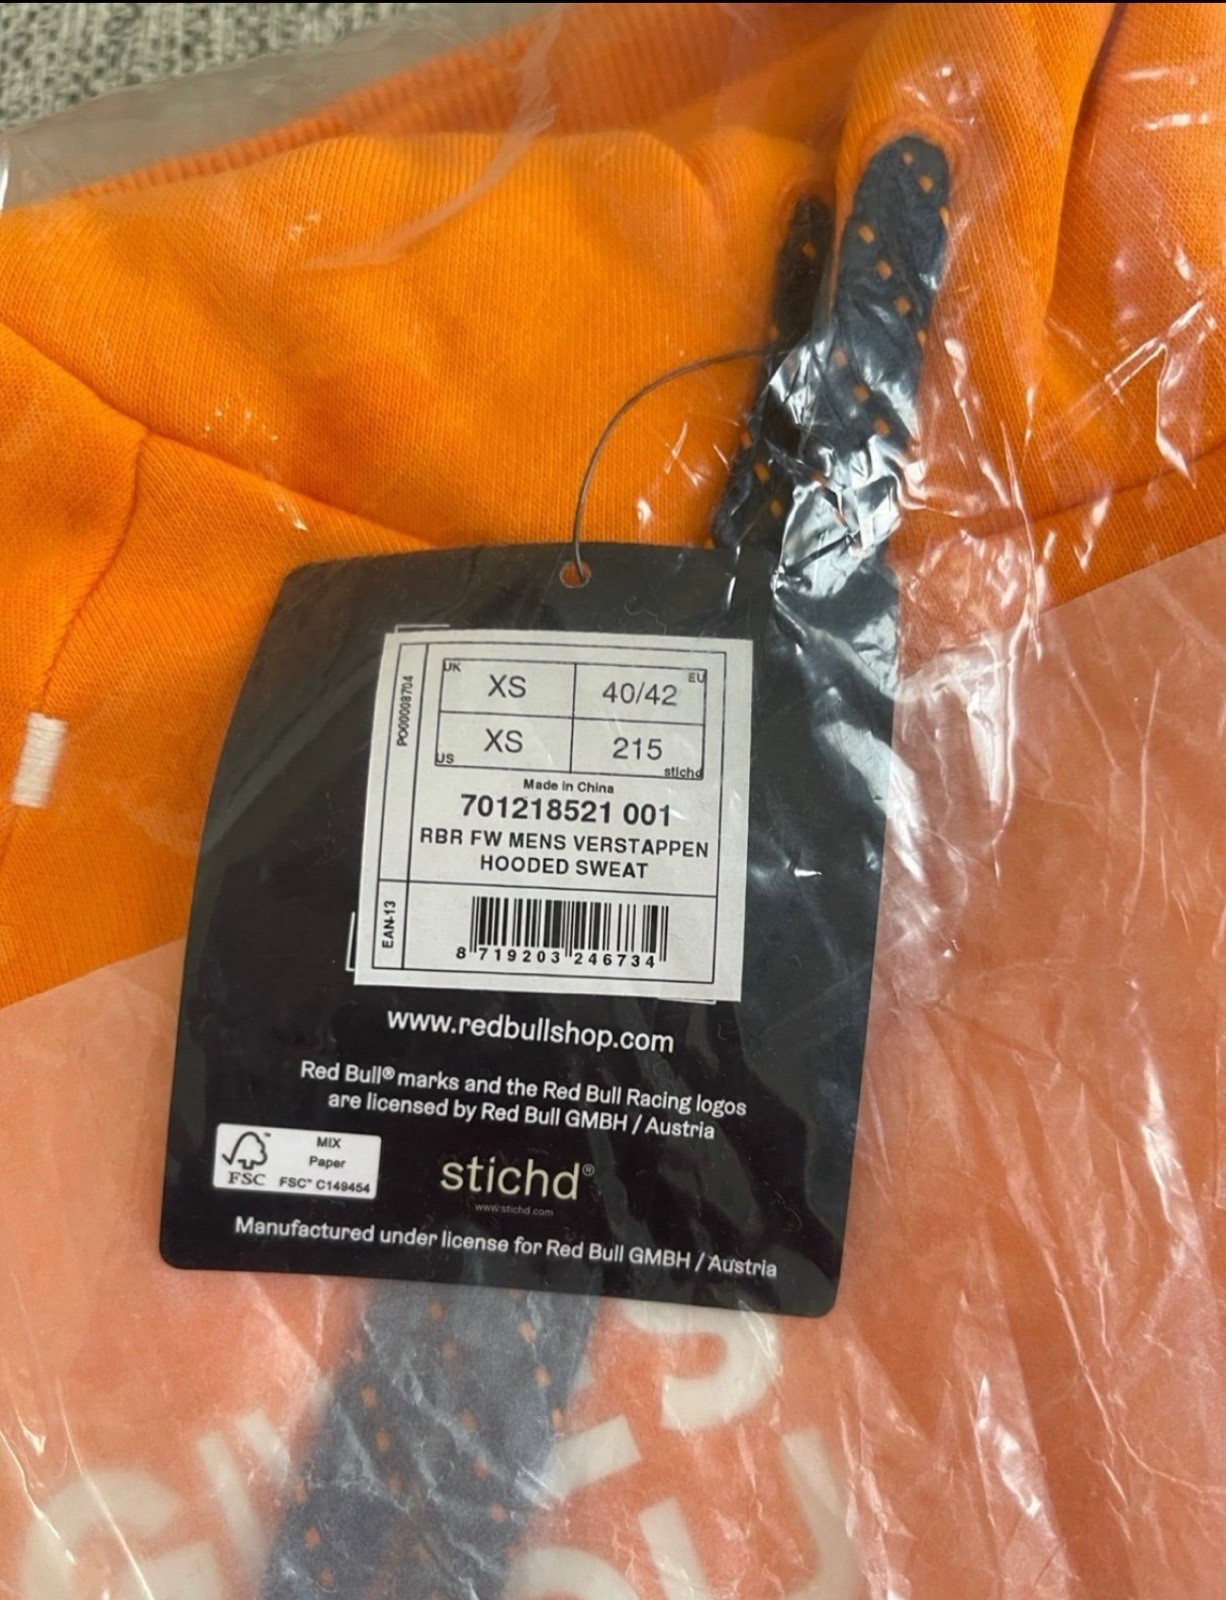 PO00008704
UK XS 40/42 EU
US XS 215 stichd
Made in China
701218521 001
RBR FW MENS VERSTAPPEN
HOODED SWEAT
EAN-13
8 719203 246734
www.redbullshop.com
Red Bull® marks and the Red Bull Racing logos
are licensed by Red Bull GMBH / Austria
FSC
MIX
Paper
FSC™ C149454
stichd®
www.stichd.com
Manufactured under license for Red Bull GMBH / Austria